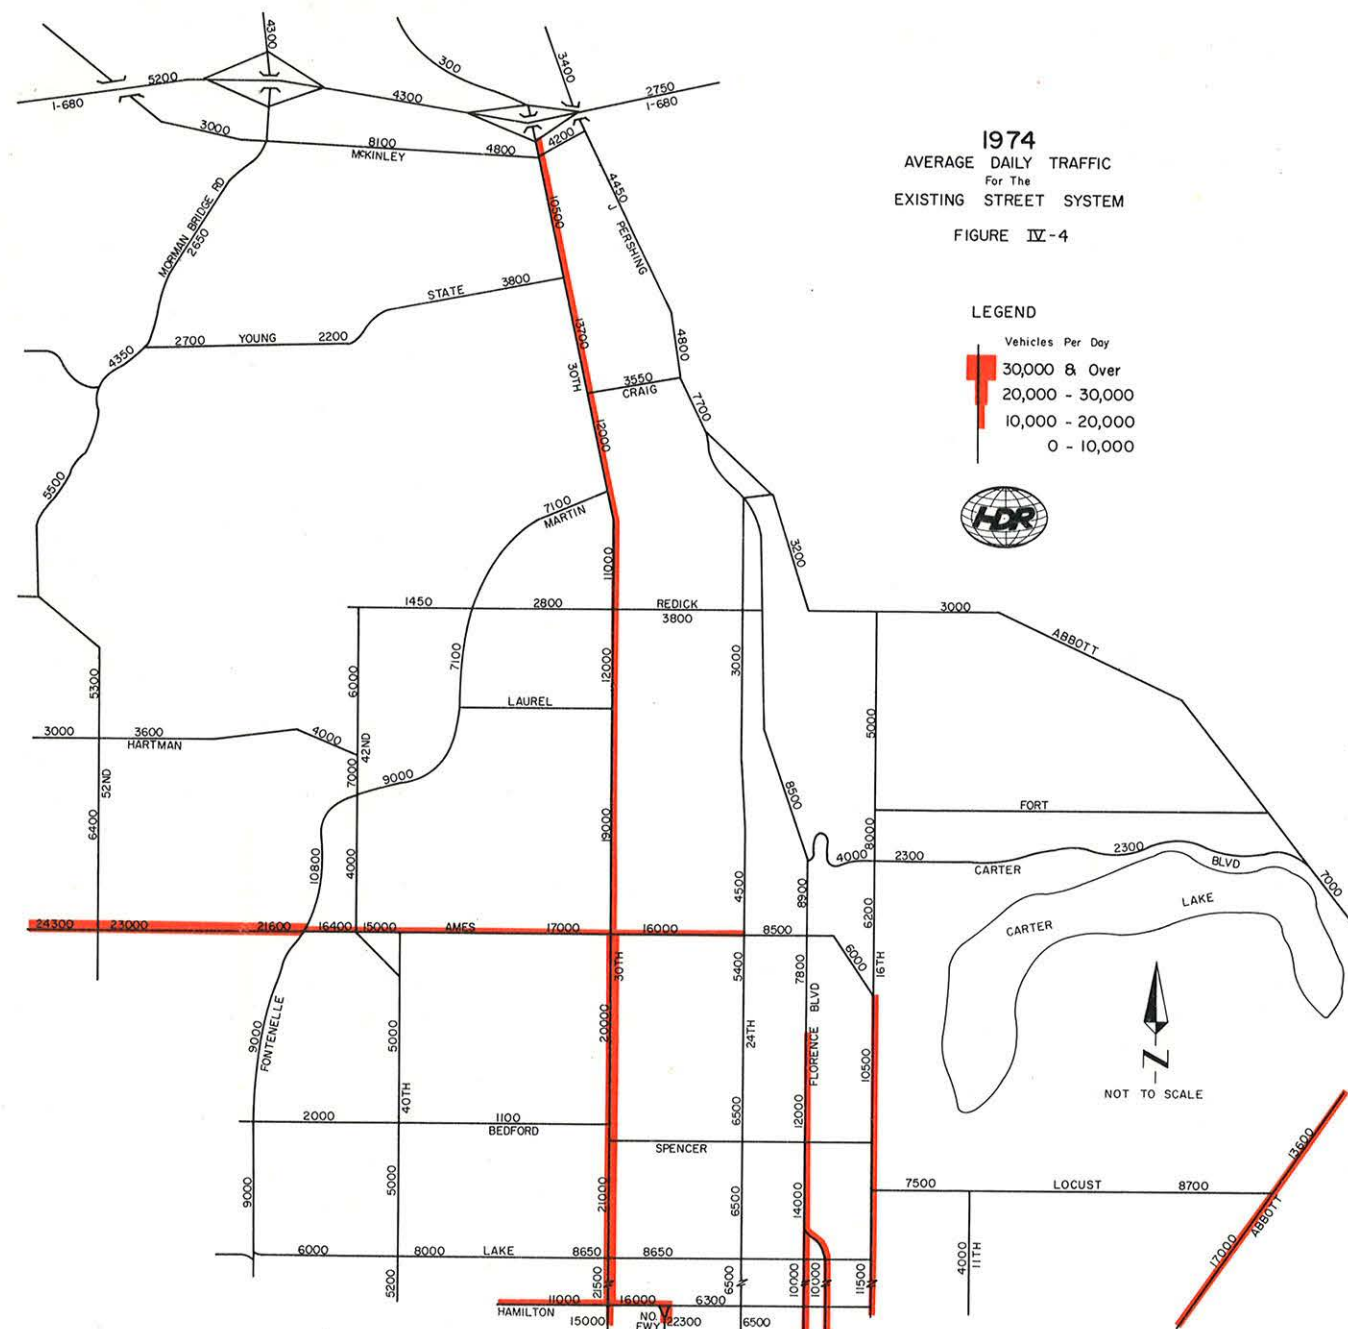 1974
AVERAGE DAILY TRAFFIC
For The
EXISTING STREET SYSTEM
FIGURE IV-4
LEGEND
Vehicles Per Day
30,000 & Over
20,000 - 30,000
10,000 - 20,000
0 - 10,000
HDR
4300
5200
I-680
4300
300
3400
2750
I-680
3000
8100
McKINLEY
4800
4200
10500
4450
J PERSHING
MORMAN BRIDGE RD
2650
STATE
3800
2700
YOUNG
2200
4350
13700
30TH
4800
3550
CRAIG
7700
12000
5500
7100
MARTIN
11000
3200
1450
2800
REDICK
3800
3000
ABBOTT
5300
6000
7100
12000
3000
LAUREL
5000
3000
3600
HARTMAN
4000
42ND
7000
9000
52ND
6400
8500
FORT
19000
8000
10800
4000
4000
2300
CARTER
2300
BLVD
7000
4500
8900
LAKE
CARTER
6200
24300
23000
21600
16400
15000
AMES
17000
16000
8500
6000
30TH
5400
7800
16TH
9000
FONTENELLE
5000
20000
24TH
FLORENCE BLVD
10500
40TH
N
NOT TO SCALE
2000
1100
BEDFORD
6500
12000
SPENCER
13600
9000
5000
21000
6500
14000
7500
LOCUST
8700
ABBOTT
17000
6000
8000
LAKE
8650
8650
4000
11TH
5200
21500
6500
10000
10000
11500
HAMILTON
11000
16000
6300
15000
NO.
FWY
22300
6500